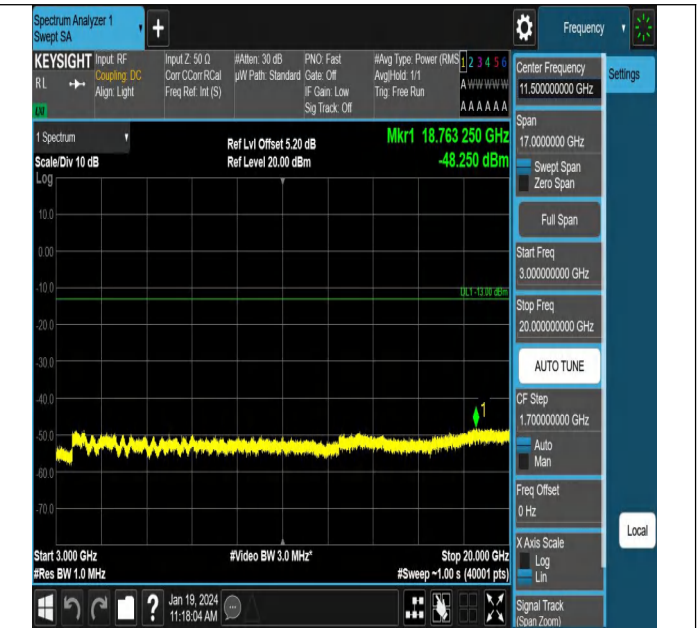 Spectrum Analyzer 1
Swept SA
+
Frequency
KEYSIGHT
RL
Input: RF
Coupling: DC
Align: Light
Input Z: 50 Ω
Corr CCorr RCal
Freq Ref: Int (S)
#Atten: 30 dB
µW Path: Standard
PNO: Fast
Gate: Off
IF Gain: Low
Sig Track: Off
#Avg Type: Power (RMS
Avg|Hold: 1/1
Trig: Free Run
1 2 3 4 5 6
A W W W W W
A A A A A A
1 Spectrum
Scale/Div 10 dB
Log
Ref Lvl Offset 5.20 dB
Ref Level 20.00 dBm
Mkr1 18.763 250 GHz
-48.250 dBm
10.0
0.00
-10.0
DL1 -13.00 dBm
-20.0
-30.0
-40.0
1
-50.0
-60.0
-70.0
Start 3.000 GHz
#Res BW 1.0 MHz
#Video BW 3.0 MHz*
Stop 20.000 GHz
#Sweep ~1.00 s (40001 pts)
?
Jan 19, 2024
11:18:04 AM
Center Frequency
11.500000000 GHz
Settings
Span
17.0000000 GHz
Swept Span
Zero Span
Full Span
Start Freq
3.000000000 GHz
Stop Freq
20.000000000 GHz
AUTO TUNE
CF Step
1.700000000 GHz
Auto
Man
Freq Offset
0 Hz
X Axis Scale
Log
Lin
Local
Signal Track
(Span Zoom)